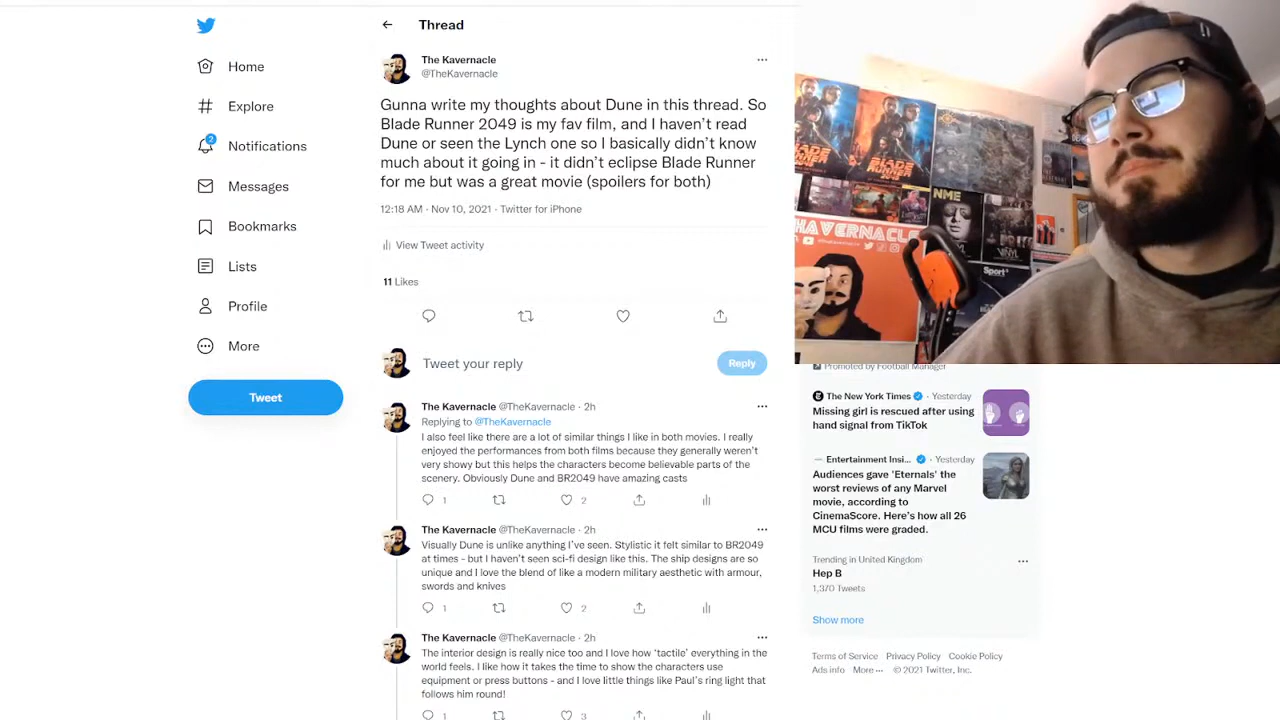 Thread
Home
Explore
2
Notifications
Messages
Bookmarks
Lists
Profile
More
Tweet
The Kavernacle
@TheKavernacle
Gunna write my thoughts about Dune in this thread. So
Blade Runner 2049 is my fav film, and I haven't read
Dune or seen the Lynch one so I basically didn't know
much about it going in - it didn't eclipse Blade Runner
for me but was a great movie (spoilers for both)
12:18 AM · Nov 10, 2021 · Twitter for iPhone
View Tweet activity
11 Likes
Tweet your reply
Reply
The Kavernacle @TheKavernacle · 2h
Replying to @TheKavernacle
I also feel like there are a lot of similar things I like in both movies. I really
enjoyed the performances from both films because they generally weren't
very showy but this helps the characters become believable parts of the
scenery. Obviously Dune and BR2049 have amazing casts
1 2
The Kavernacle @TheKavernacle · 2h
Visually Dune is unlike anything I've seen. Stylistic it felt similar to BR2049
at times - but I haven't seen sci-fi design like this. The ship designs are so
unique and I love the blend of like a modern military aesthetic with armour,
swords and knives
1 2
The Kavernacle @TheKavernacle · 2h
The interior design is really nice too and I love how 'tactile' everything in the
world feels. I like how it takes the time to show the characters use
equipment or press buttons - and I love little things like Paul's ring light that
follows him round!
1 3
BLADE
RUNNER
BLADE
RUNNER
NME
VINYL
Sport
KAVERNACLE
Promoted by Football Manager
The New York Times · Yesterday
Missing girl is rescued after using
hand signal from TikTok
Entertainment Insi... · Yesterday
Audiences gave 'Eternals' the
worst reviews of any Marvel
movie, according to
CinemaScore. Here's how all 26
MCU films were graded.
Trending in United Kingdom
Hep B
1,370 Tweets
Show more
Terms of Service Privacy Policy Cookie Policy
Ads info More ··· © 2021 Twitter, Inc.